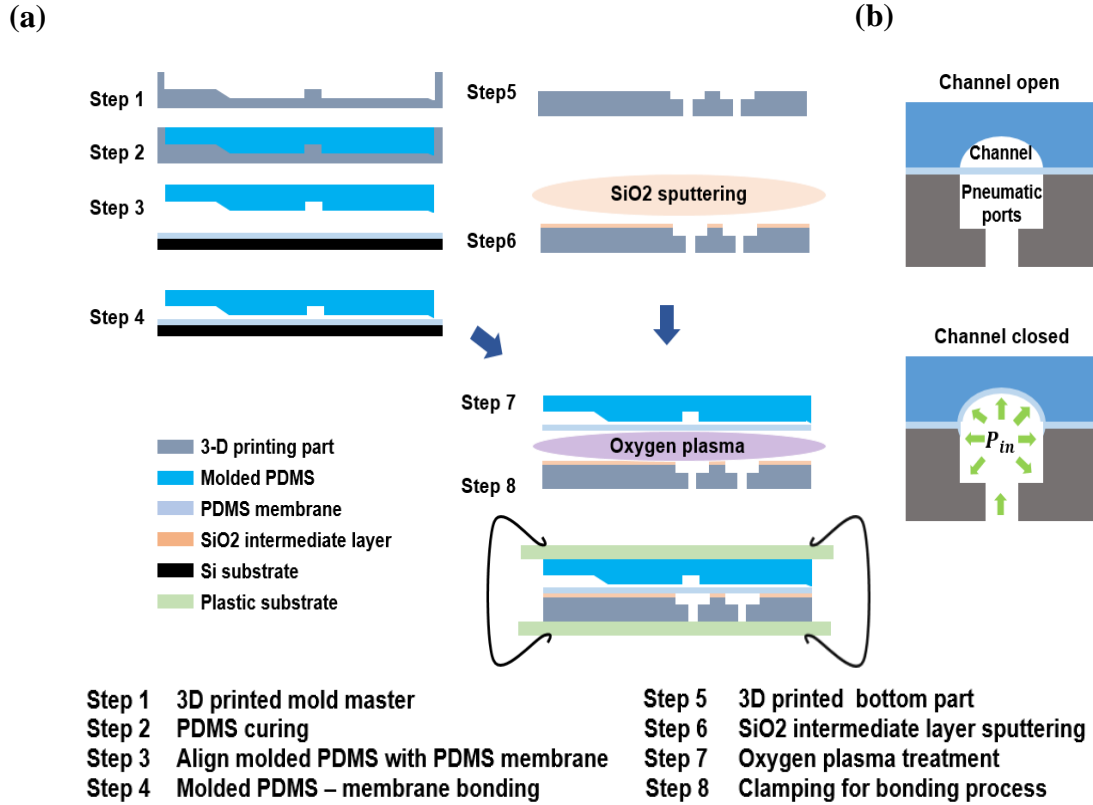 (a)
Step 1
Step 2
Step 3
Step 4
Step5
SiO2 sputtering
Step6
Step 7
Oxygen plasma
Step 8
3-D printing part
Molded PDMS
PDMS membrane
SiO2 intermediate layer
Si substrate
Plastic substrate
(b)
Channel open
Channel
Pneumatic
ports
Channel closed
P_in
Step 1 3D printed mold master
Step 2 PDMS curing
Step 3 Align molded PDMS with PDMS membrane
Step 4 Molded PDMS – membrane bonding
Step 5 3D printed bottom part
Step 6 SiO2 intermediate layer sputtering
Step 7 Oxygen plasma treatment
Step 8 Clamping for bonding process